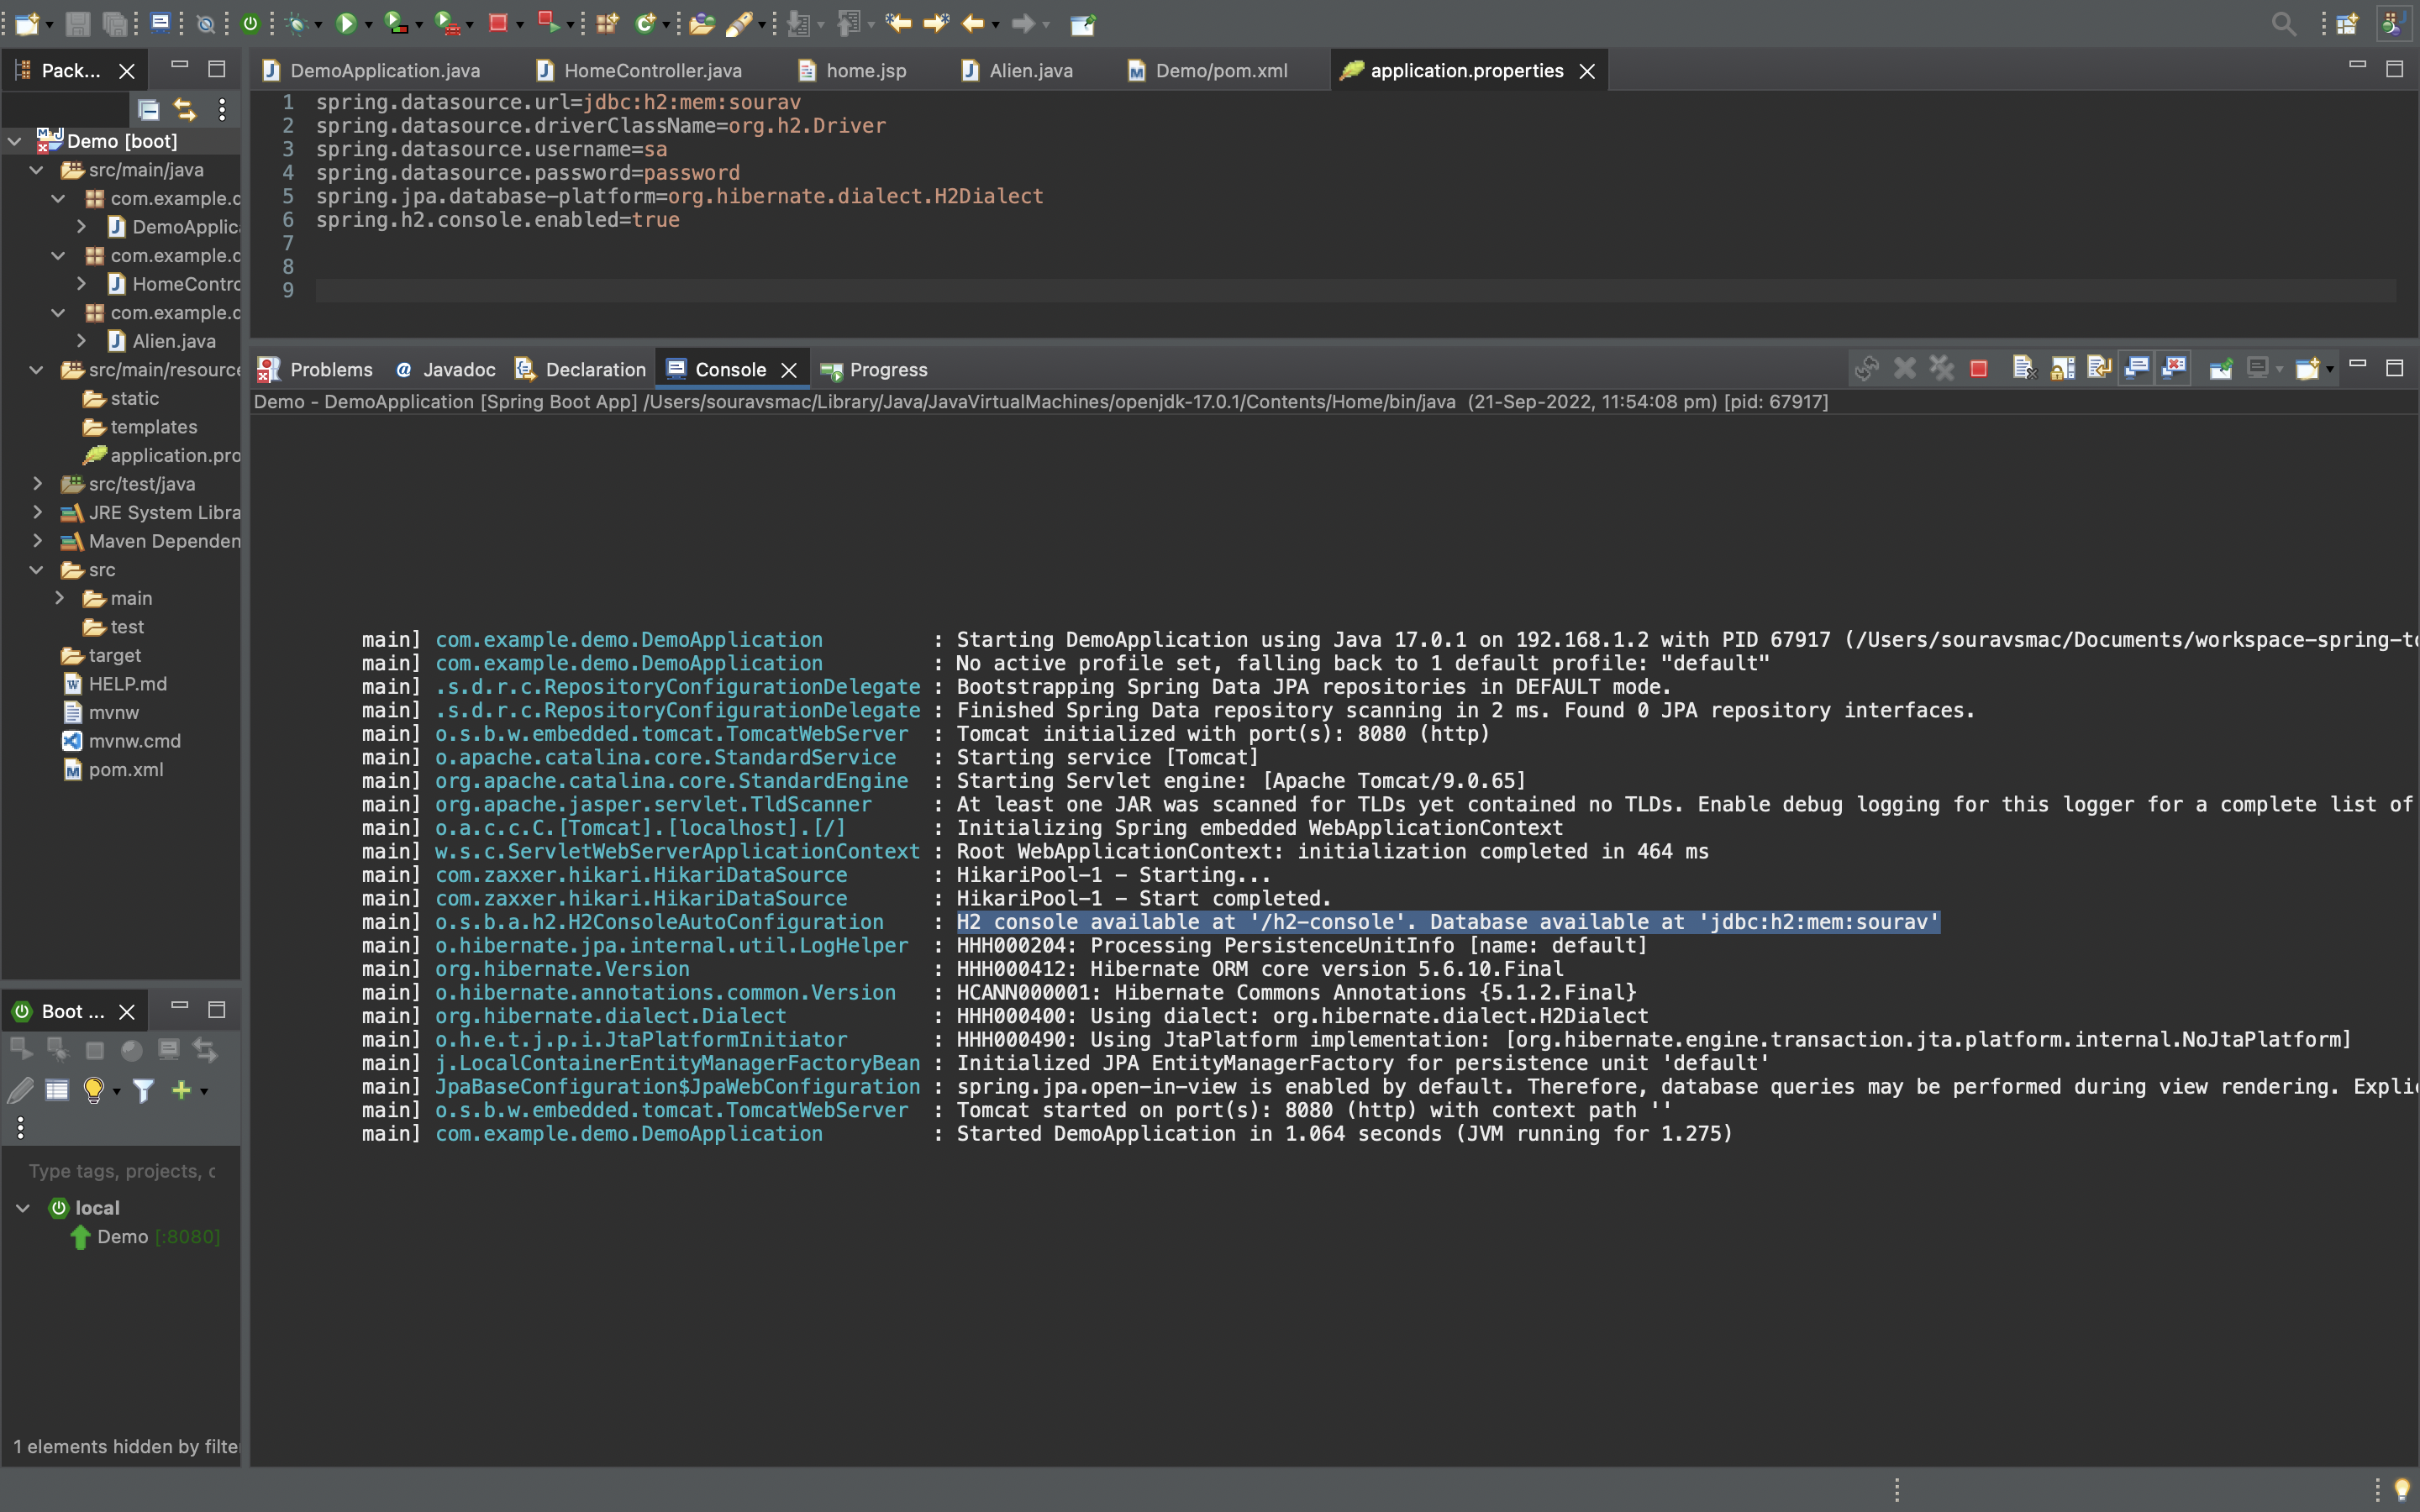 Pack...
DemoApplication.java
HomeController.java
home.jsp
Alien.java
Demo/pom.xml
application.properties
Demo [boot]
src/main/java
com.example.d
DemoApplic
com.example.d
HomeContro
com.example.d
Alien.java
src/main/resource
static
templates
application.pro
src/test/java
JRE System Libra
Maven Dependen
src
main
test
target
HELP.md
mvnw
mvnw.cmd
pom.xml
1 spring.datasource.url=jdbc:h2:mem:sourav
2 spring.datasource.driverClassName=org.h2.Driver
3 spring.datasource.username=sa
4 spring.datasource.password=password
5 spring.jpa.database-platform=org.hibernate.dialect.H2Dialect
6 spring.h2.console.enabled=true
7
8
9
Problems
Javadoc
Declaration
Console
Progress
Demo - DemoApplication [Spring Boot App] /Users/souravsmac/Library/Java/JavaVirtualMachines/openjdk-17.0.1/Contents/Home/bin/java (21-Sep-2022, 11:54:08 pm) [pid: 67917]
main] com.example.demo.DemoApplication : Starting DemoApplication using Java 17.0.1 on 192.168.1.2 with PID 67917 (/Users/souravsmac/Documents/workspace-spring-to
main] com.example.demo.DemoApplication : No active profile set, falling back to 1 default profile: "default"
main] .s.d.r.c.RepositoryConfigurationDelegate : Bootstrapping Spring Data JPA repositories in DEFAULT mode.
main] .s.d.r.c.RepositoryConfigurationDelegate : Finished Spring Data repository scanning in 2 ms. Found 0 JPA repository interfaces.
main] o.s.b.w.embedded.tomcat.TomcatWebServer : Tomcat initialized with port(s): 8080 (http)
main] o.apache.catalina.core.StandardService : Starting service [Tomcat]
main] org.apache.catalina.core.StandardEngine : Starting Servlet engine: [Apache Tomcat/9.0.65]
main] org.apache.jasper.servlet.TldScanner : At least one JAR was scanned for TLDs yet contained no TLDs. Enable debug logging for this logger for a complete list of
main] o.a.c.c.C.[Tomcat].[localhost].[/] : Initializing Spring embedded WebApplicationContext
main] w.s.c.ServletWebServerApplicationContext : Root WebApplicationContext: initialization completed in 464 ms
main] com.zaxxer.hikari.HikariDataSource : HikariPool-1 - Starting...
main] com.zaxxer.hikari.HikariDataSource : HikariPool-1 - Start completed.
main] o.s.b.a.h2.H2ConsoleAutoConfiguration : H2 console available at '/h2-console'. Database available at 'jdbc:h2:mem:sourav'
main] o.hibernate.jpa.internal.util.LogHelper : HHH000204: Processing PersistenceUnitInfo [name: default]
main] org.hibernate.Version : HHH000412: Hibernate ORM core version 5.6.10.Final
main] o.hibernate.annotations.common.Version : HCANN000001: Hibernate Commons Annotations {5.1.2.Final}
main] org.hibernate.dialect.Dialect : HHH000400: Using dialect: org.hibernate.dialect.H2Dialect
main] o.h.e.t.j.p.i.JtaPlatformInitiator : HHH000490: Using JtaPlatform implementation: [org.hibernate.engine.transaction.jta.platform.internal.NoJtaPlatform]
main] j.LocalContainerEntityManagerFactoryBean : Initialized JPA EntityManagerFactory for persistence unit 'default'
main] JpaBaseConfiguration$JpaWebConfiguration : spring.jpa.open-in-view is enabled by default. Therefore, database queries may be performed during view rendering. Explic
main] o.s.b.w.embedded.tomcat.TomcatWebServer : Tomcat started on port(s): 8080 (http) with context path ''
main] com.example.demo.DemoApplication : Started DemoApplication in 1.064 seconds (JVM running for 1.275)
Boot ...
Type tags, projects, c
local
Demo [:8080]
1 elements hidden by filte